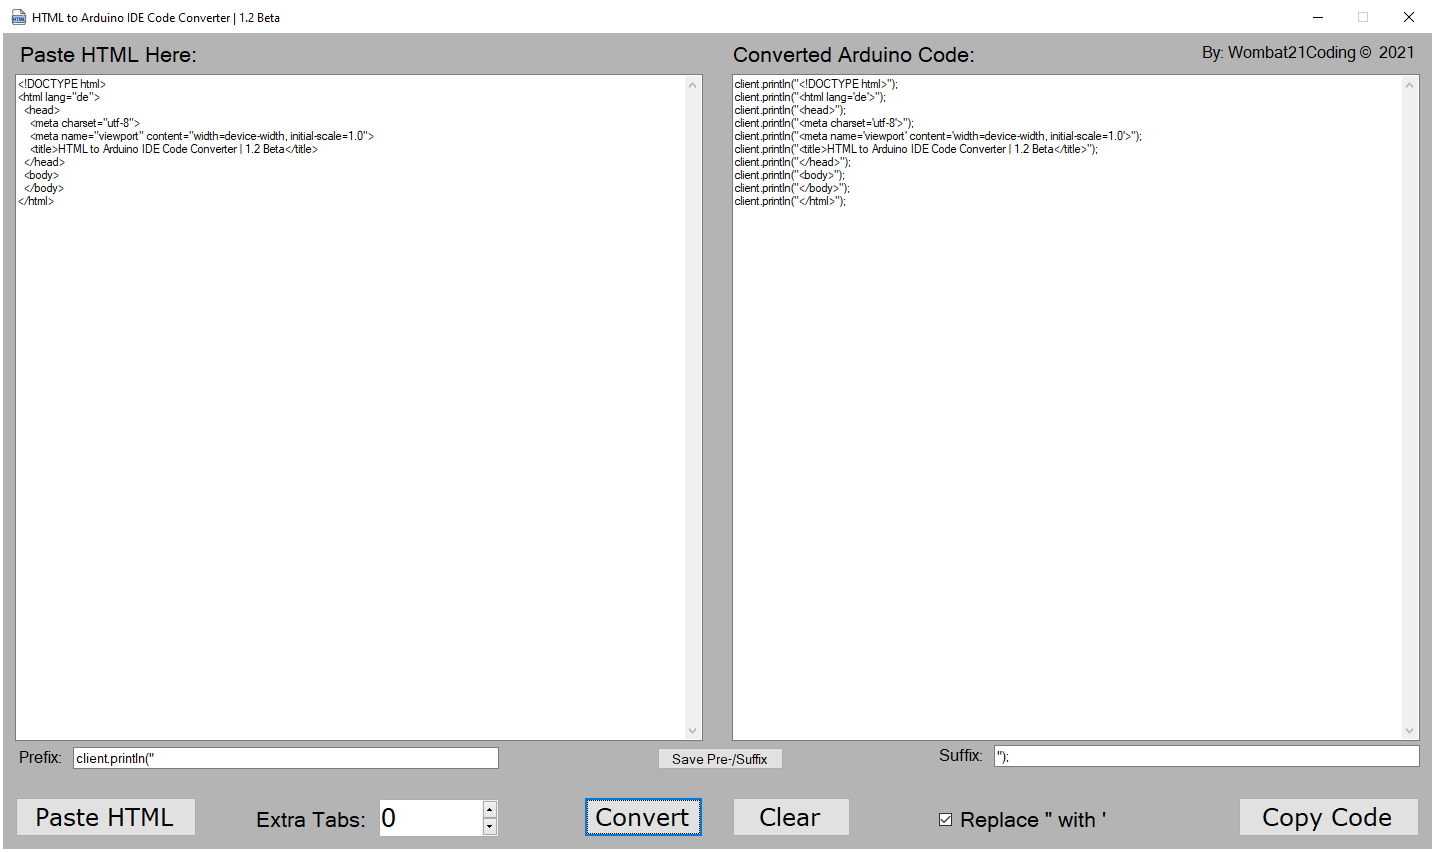 HTML to Arduino IDE Code Converter | 1.2 Beta
Paste HTML Here:
Converted Arduino Code:
By: Wombat21Coding © 2021
<!DOCTYPE html>
<html lang="de">
<head>
<meta charset="utf-8">
<meta name="viewport" content="width=device-width, initial-scale=1.0">
<title>HTML to Arduino IDE Code Converter | 1.2 Beta</title>
</head>
<body>
</body>
</html>
client.println("<!DOCTYPE html>");
client.println("<html lang='de'>");
client.println("<head>");
client.println("<meta charset='utf-8'>");
client.println("<meta name='viewport' content='width=device-width, initial-scale=1.0'>");
client.println("<title>HTML to Arduino IDE Code Converter | 1.2 Beta</title>");
client.println("</head>");
client.println("<body>");
client.println("</body>");
client.println("</html>");
Prefix:
client.println("
Save Pre-/Suffix
Suffix:
");
Paste HTML
Extra Tabs:
0
Convert
Clear
Replace " with '
Copy Code